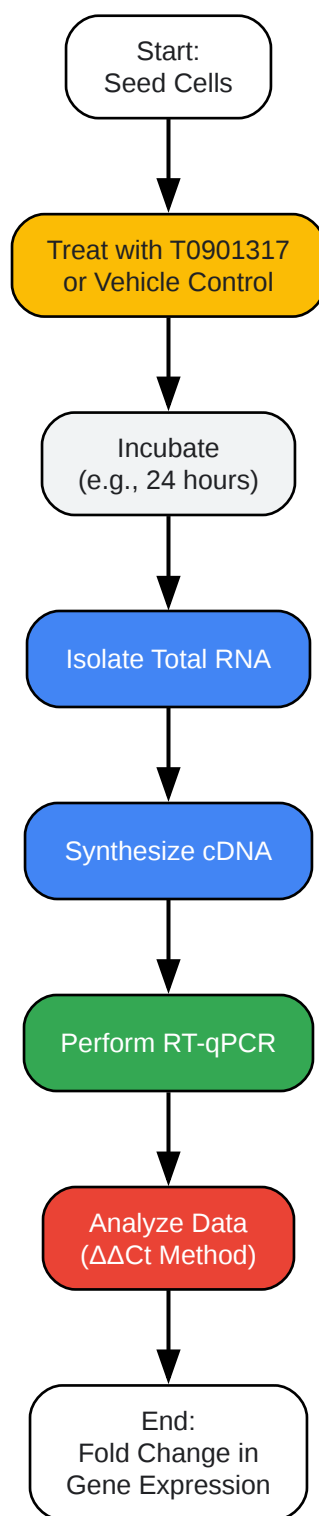 Start:
Seed Cells
Treat with T0901317
or Vehicle Control
Incubate
(e.g., 24 hours)
Isolate Total RNA
Synthesize cDNA
Perform RT-qPCR
Analyze Data
(ΔΔCt Method)
End:
Fold Change in
Gene Expression